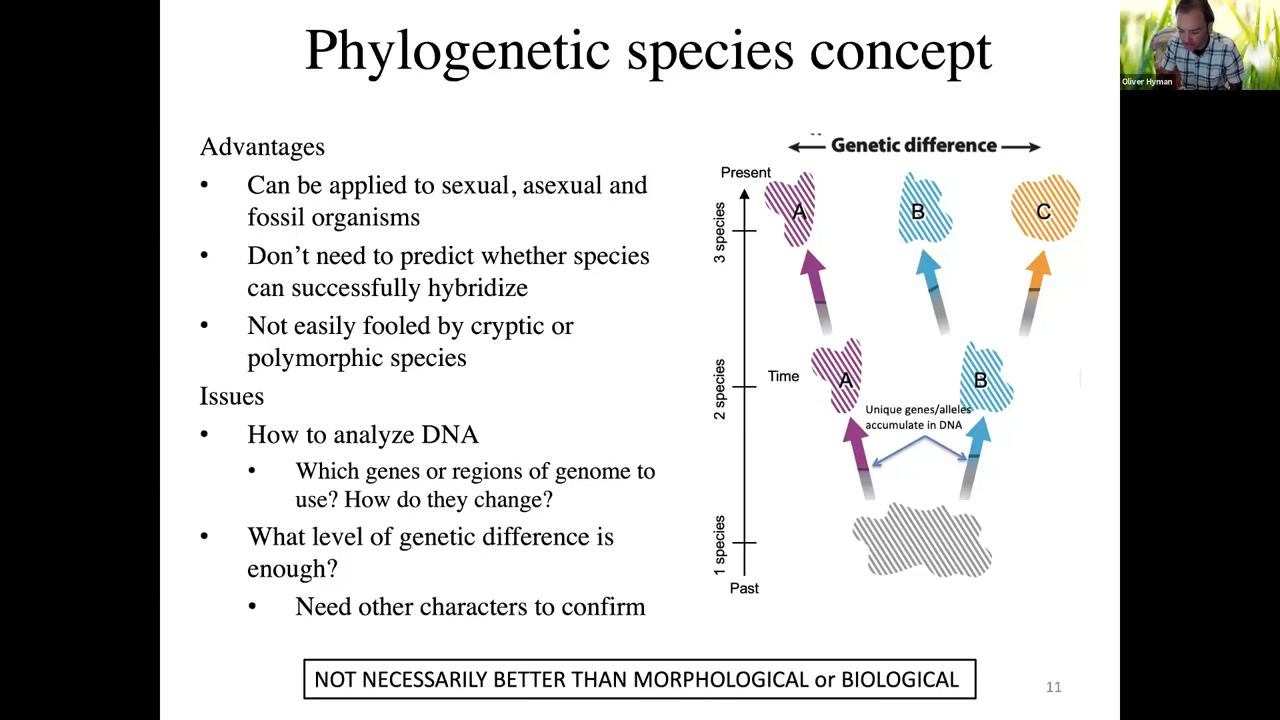 Phylogenetic species concept
Oliver Hyman
Advantages
• Can be applied to sexual, asexual and
fossil organisms
• Don't need to predict whether species
can successfully hybridize
• Not easily fooled by cryptic or
polymorphic species
Issues
• How to analyze DNA
• Which genes or regions of genome to
use? How do they change?
• What level of genetic difference is
enough?
• Need other characters to confirm
Genetic difference
Present
3 species
A
B
C
2 species
Time
A
B
Unique genes/alleles
accumulate in DNA
1 species
Past
NOT NECESSARILY BETTER THAN MORPHOLOGICAL or BIOLOGICAL
11